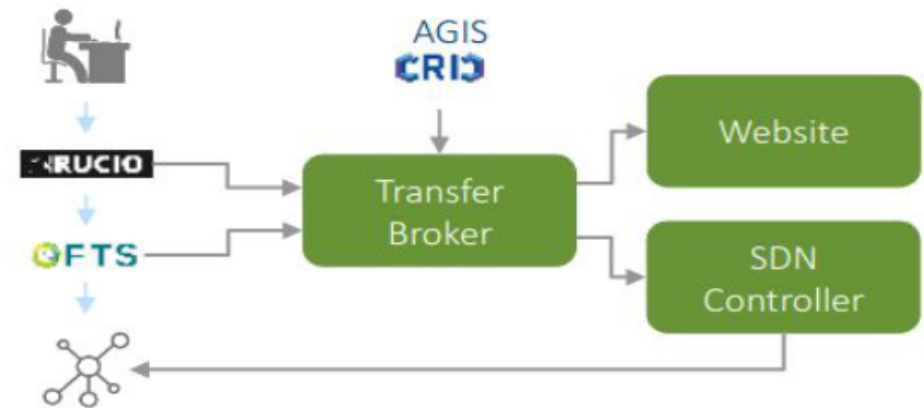 AGIS
CRIC
RUCIO
FTS
Transfer
Broker
Website
SDN
Controller